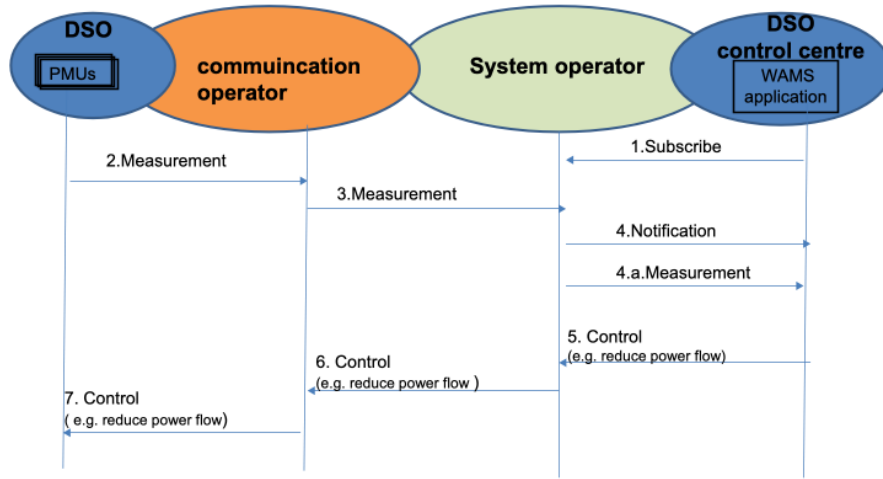 DSO
PMUs
commuincation
operator
System operator
DSO
control centre
WAMS
application
1.Subscribe
2.Measurement
3.Measurement
4.Notification
4.a.Measurement
5. Control
(e.g. reduce power flow)
6. Control
(e.g. reduce power flow )
7. Control
( e.g. reduce power flow)